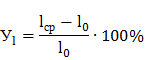 У₁ = (l_ср − l₀) / l₀ · 100%